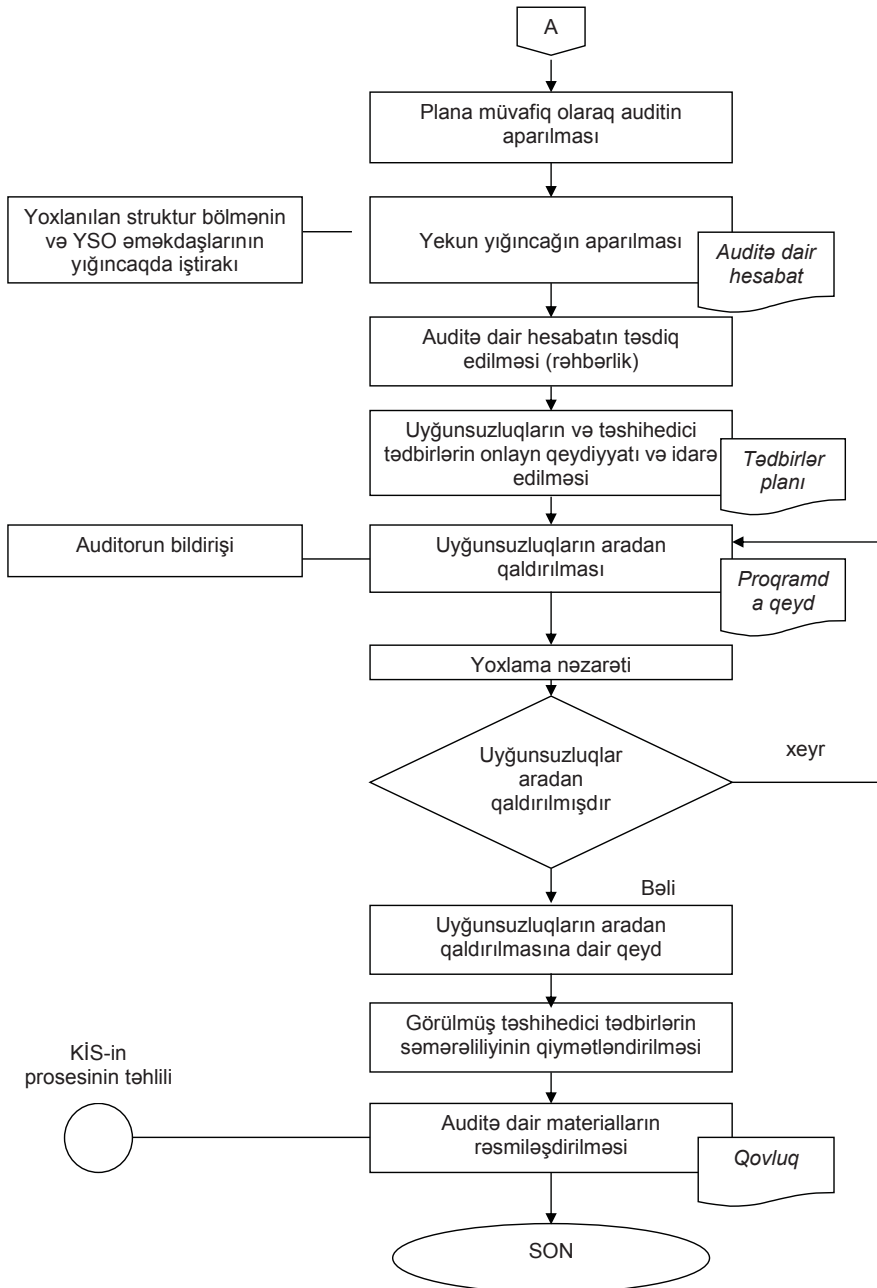 A
Plana müvafiq olaraq auditin
aparılması
Yoxlanılan struktur bölmənin
və YSO əməkdaşlarının
yığıncaqda iştirakı
Yekun yığıncağın aparılması
Auditə dair
hesabat
Auditə dair hesabatın təsdiq
edilməsi (rəhbərlik)
Uyğunsuzluqların və təshihedici
tədbirlərin onlayn qeydiyyatı və idarə
edilməsi
Tədbirlər
planı
Auditorun bildirişi
Uyğunsuzluqların aradan
qaldırılması
Proqramd
a qeyd
Yoxlama nəzarəti
Uyğunsuzluqlar
aradan
qaldırılmışdır
xeyr
Bəli
Uyğunsuzluqların aradan
qaldırılmasına dair qeyd
Görülmüş təshihedici tədbirlərin
səmərəliliyinin qiymətləndirilməsi
KİS-in
prosesinin təhlili
Auditə dair materialların
rəsmiləşdirilməsi
Qovluq
SON